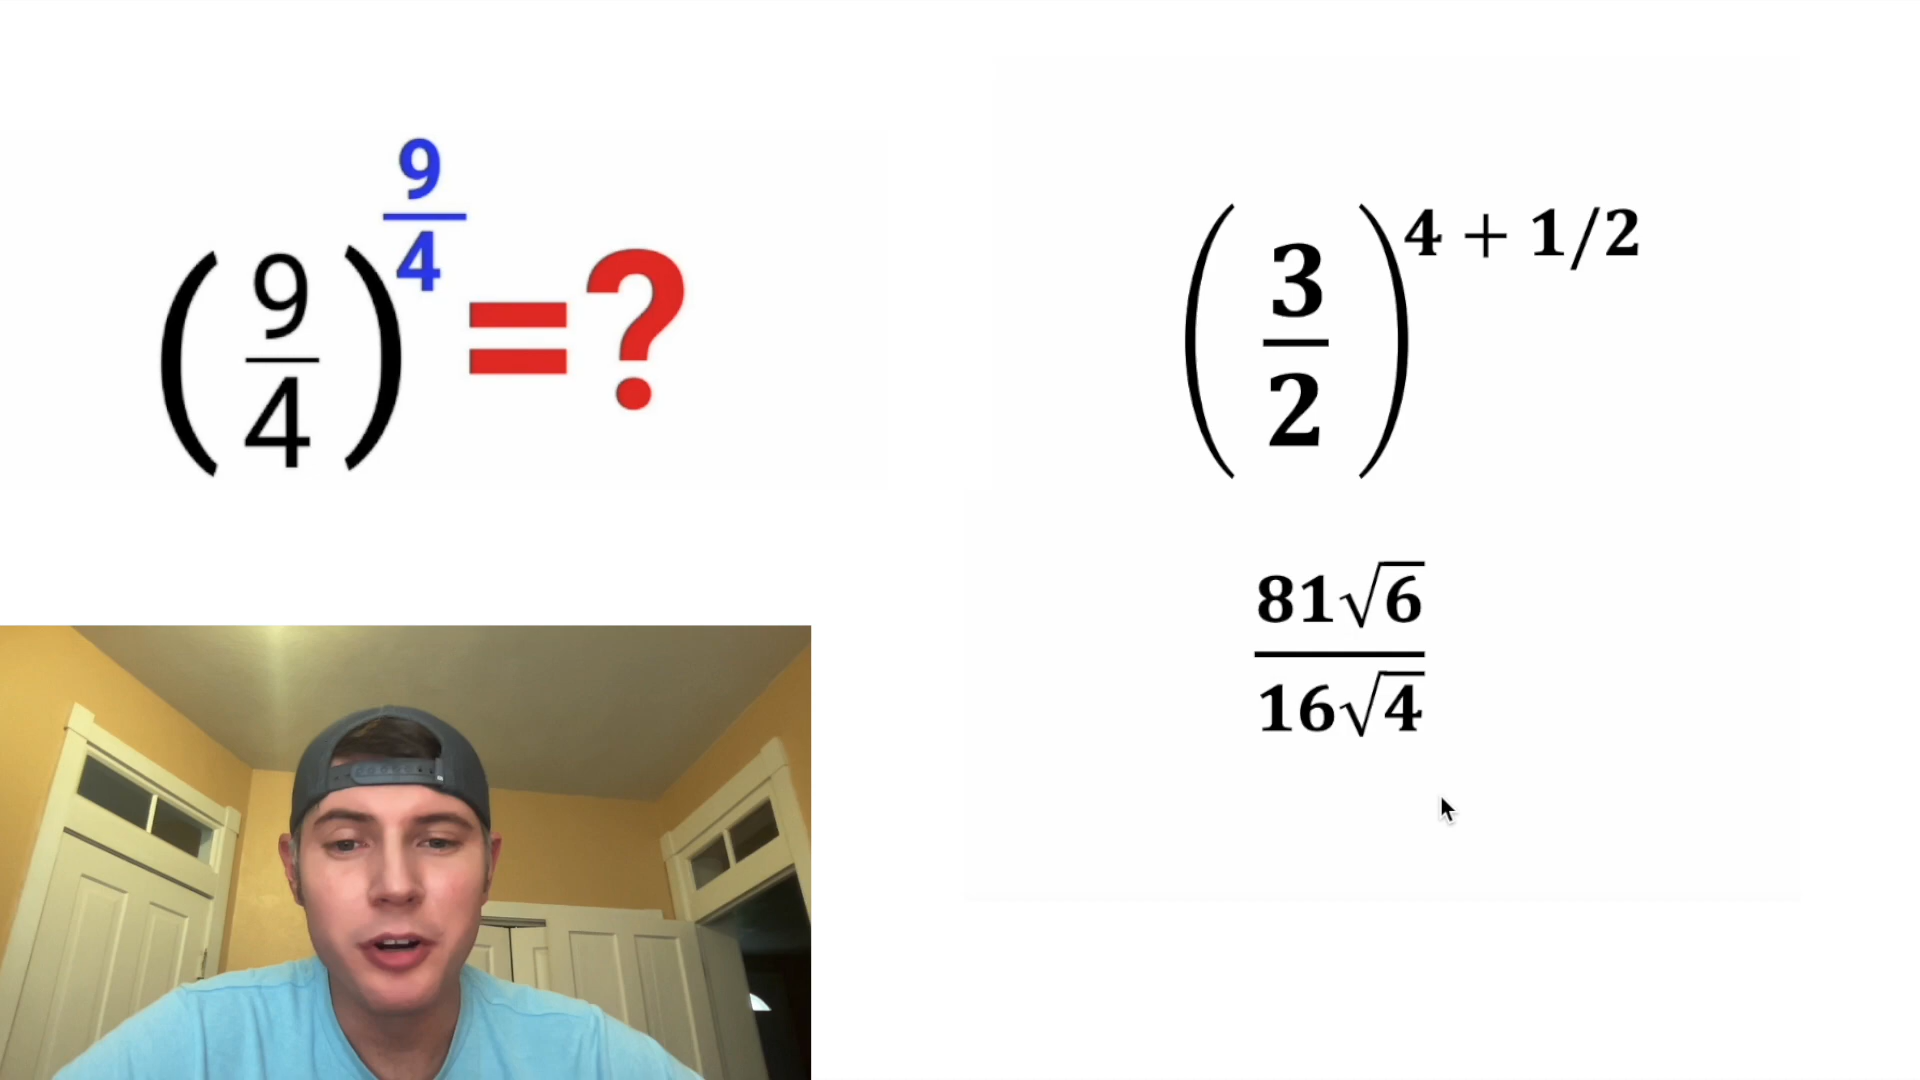 (9/4)^(9/4) = ?
(3/2)^(4 + 1/2)
81√6
16√4